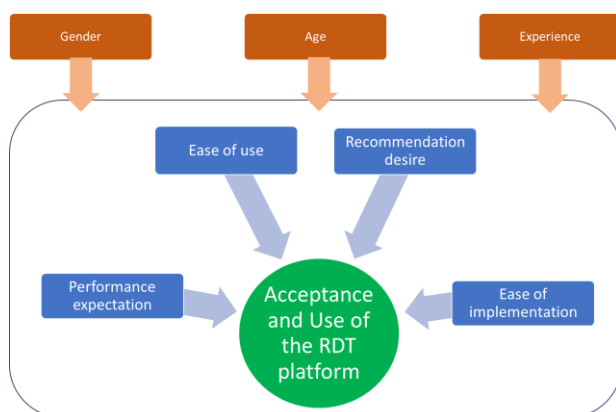 Gender
Age
Experience
Ease of use
Recommendation
desire
Performance
expectation
Acceptance
and Use of
the RDT
platform
Ease of
implementation